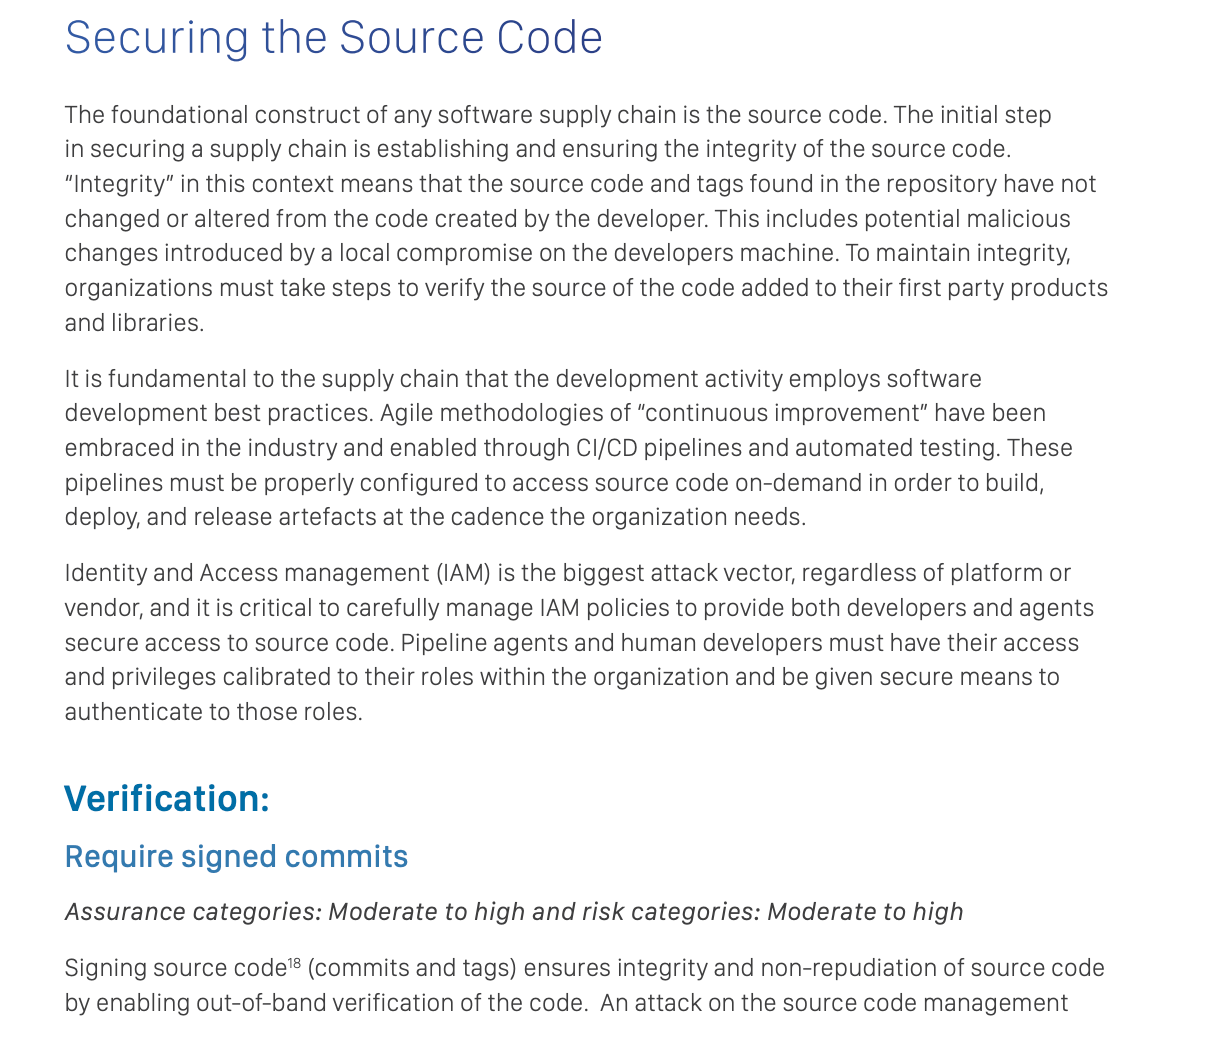 Securing the Source Code
The foundational construct of any software supply chain is the source code. The initial step
in securing a supply chain is establishing and ensuring the integrity of the source code.
“Integrity” in this context means that the source code and tags found in the repository have not
changed or altered from the code created by the developer. This includes potential malicious
changes introduced by a local compromise on the developers machine. To maintain integrity,
organizations must take steps to verify the source of the code added to their first party products
and libraries.
It is fundamental to the supply chain that the development activity employs software
development best practices. Agile methodologies of “continuous improvement” have been
embraced in the industry and enabled through CI/CD pipelines and automated testing. These
pipelines must be properly configured to access source code on-demand in order to build,
deploy, and release artefacts at the cadence the organization needs.
Identity and Access management (IAM) is the biggest attack vector, regardless of platform or
vendor, and it is critical to carefully manage IAM policies to provide both developers and agents
secure access to source code. Pipeline agents and human developers must have their access
and privileges calibrated to their roles within the organization and be given secure means to
authenticate to those roles.
Verification:
Require signed commits
Assurance categories: Moderate to high and risk categories: Moderate to high
Signing source code¹⁸ (commits and tags) ensures integrity and non-repudiation of source code
by enabling out-of-band verification of the code.  An attack on the source code management